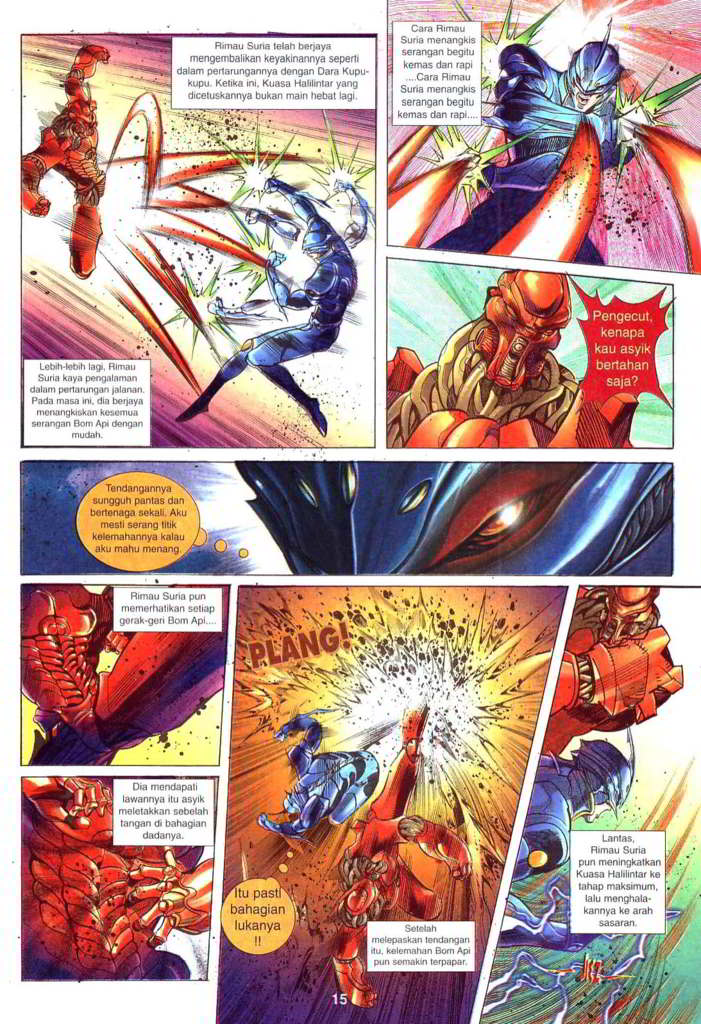 Rimau Suria telah berjaya
mengembalikan keyakinannya seperti
dalam pertarungannya dengan Dara Kupu-
kupu. Ketika ini, Kuasa Halilintar yang
dicetuskannya bukan main hebat lagi.
Lebih-lebih lagi, Rimau
Suria kaya pengalaman
dalam pertarungan jalanan.
Pada masa ini, dia berjaya
menangkiskan kesemua
serangan Bom Api dengan
mudah.
Cara Rimau
Suria menangkis
serangan begitu
kemas dan rapi
....Cara Rimau
Suria menangkis
serangan begitu
kemas dan rapi....
Pengecut,
kenapa
kau asyik
bertahan
saja?
Tendangannya
sungguh pantas dan
bertenaga sekali. Aku
mesti serang titik
kelemahannya kalau
aku mahu menang.
Rimau Suria pun
memerhatikan setiap
gerak-geri Bom Api....
Dia mendapati
lawannya itu asyik
meletakkan sebelah
tangan di bahagian
dadanya.
PLANG!
Itu pasti
bahagian
lukanya
!!
Setelah
melepaskan tendangan
itu, kelemahan Bom Api
pun semakin terpapar.
Lantas,
Rimau Suria
pun meningkatkan
Kuasa Halilintar ke
tahap maksimum,
lalu menghala-
kannya ke arah
sasaran.
15